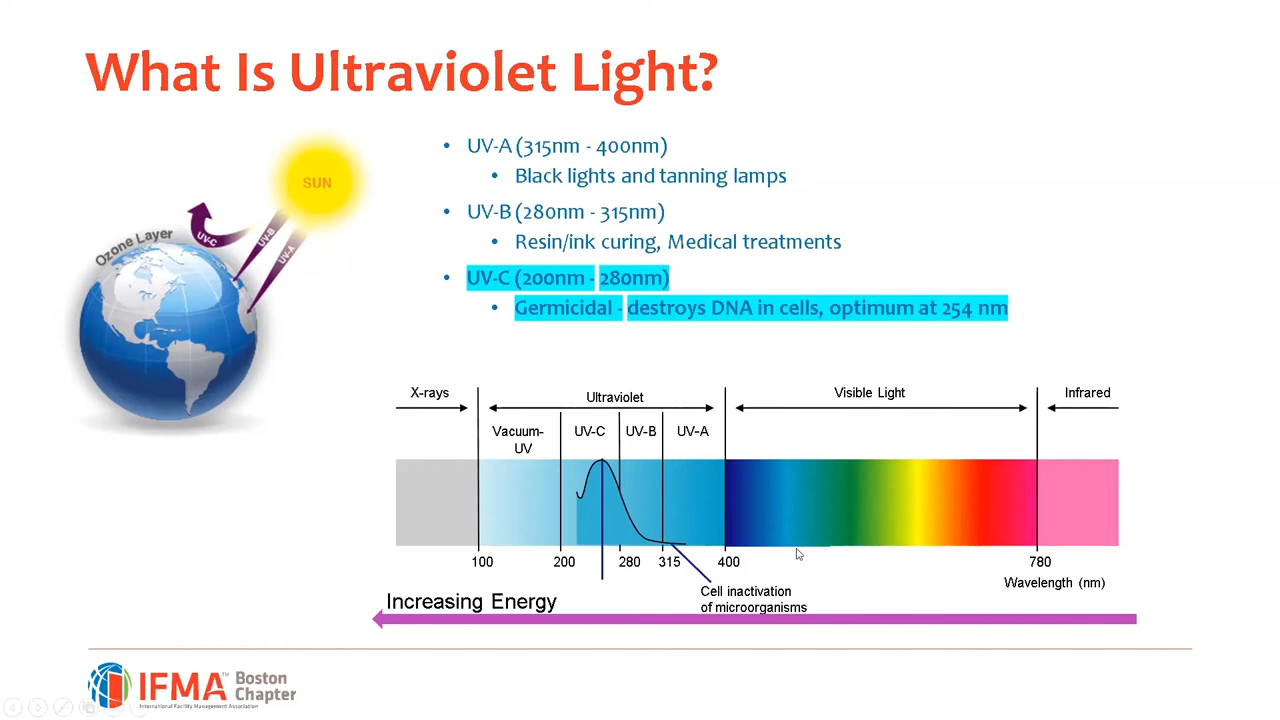 What Is Ultraviolet Light?
• UV-A (315nm - 400nm)
• Black lights and tanning lamps
• UV-B (280nm - 315nm)
• Resin/ink curing, Medical treatments
• UV-C (200nm - 280nm)
• Germicidal - destroys DNA in cells, optimum at 254 nm
SUN
Ozone Layer
UV-C
UV-B
UV-A
X-rays
Ultraviolet
Visible Light
Infrared
Vacuum-
UV
UV-C
UV-B
UV-A
100
200
280
315
400
780
Wavelength (nm)
Cell inactivation
of microorganisms
Increasing Energy
IFMA™
Boston
Chapter
International Facility Management Association